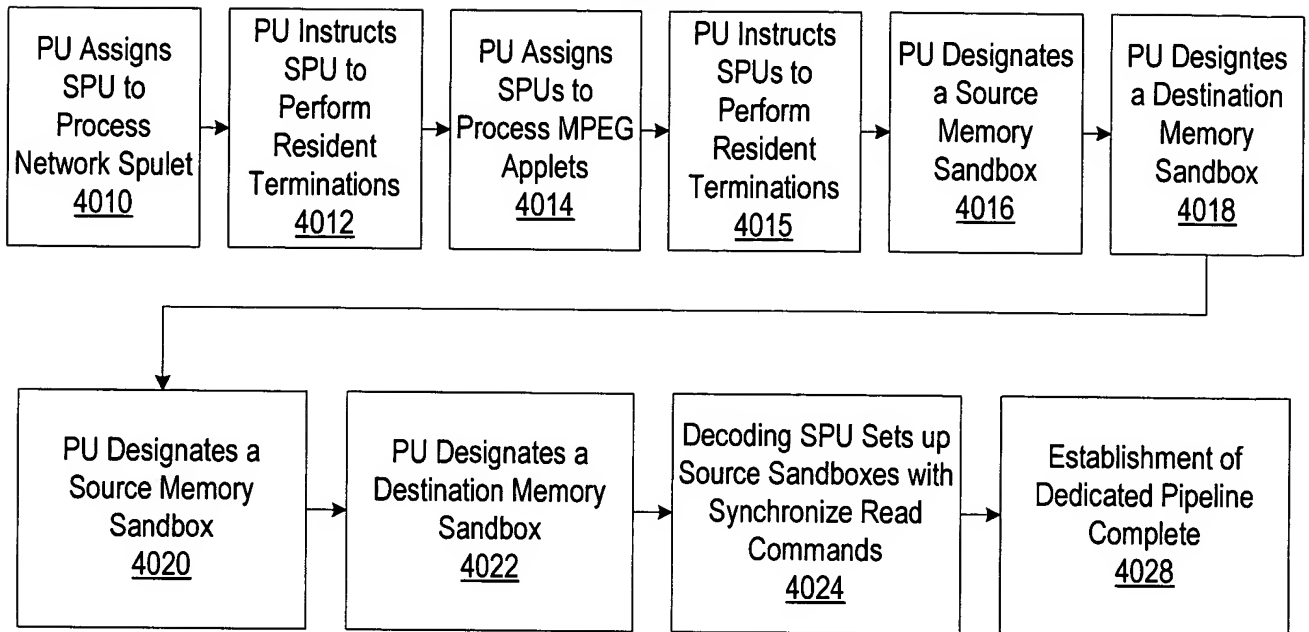 PU Assigns
SPU to
Process
Network Spulet
4010
PU Instructs
SPU to
Perform
Resident
Terminations
4012
PU Assigns
SPUs to
Process MPEG
Applets
4014
PU Instructs
SPUs to
Perform
Resident
Terminations
4015
PU Designates
a Source
Memory
Sandbox
4016
PU Designtes
a Destination
Memory
Sandbox
4018
PU Designates a
Source Memory
Sandbox
4020
PU Designates a
Destination Memory
Sandbox
4022
Decoding SPU Sets up
Source Sandboxes with
Synchronize Read
Commands
4024
Establishment of
Dedicated Pipeline
Complete
4028